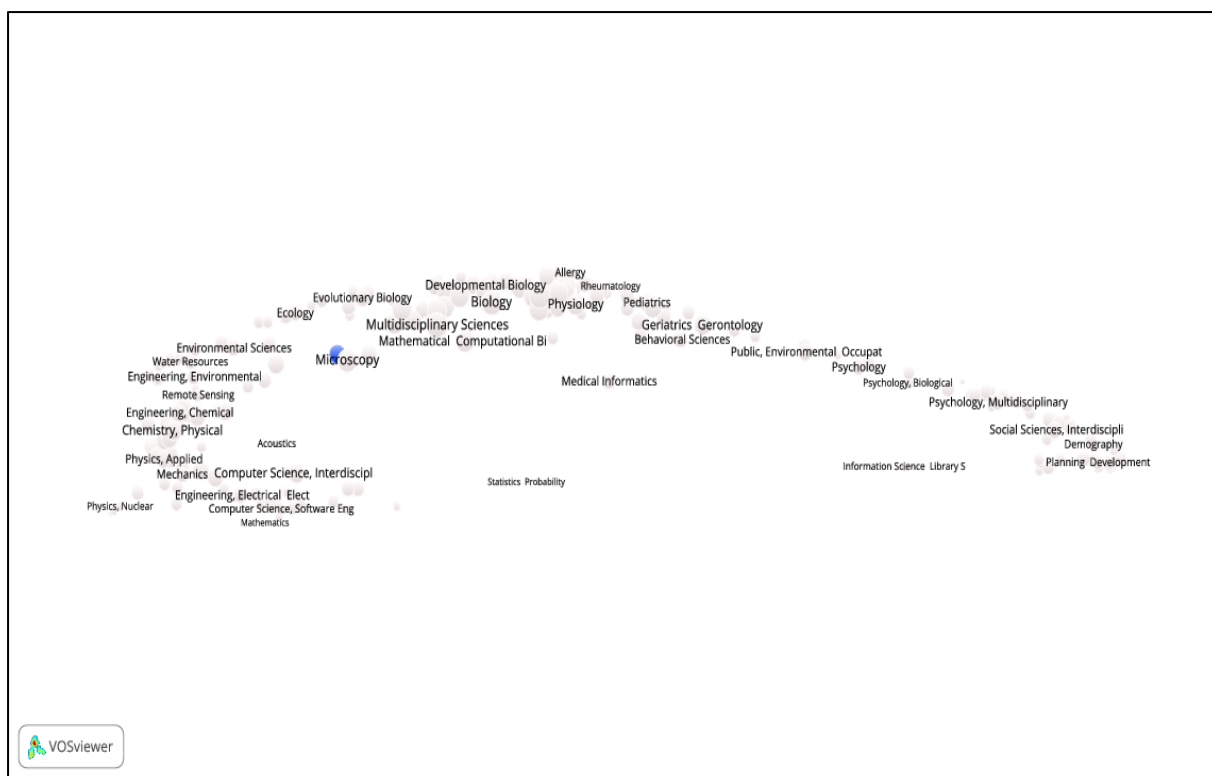 Allergy
Developmental Biology
Rheumatology
Evolutionary Biology
Biology
Physiology
Pediatrics
Ecology
Multidisciplinary Sciences
Geriatrics Gerontology
Mathematical Computational Bi
Behavioral Sciences
Environmental Sciences
Public, Environmental Occupat
Water Resources
Microscopy
Psychology
Engineering, Environmental
Medical Informatics
Psychology, Biological
Remote Sensing
Psychology, Multidisciplinary
Engineering, Chemical
Chemistry, Physical
Social Sciences, Interdiscipli
Acoustics
Demography
Physics, Applied
Information Science Library S
Planning Development
Mechanics
Computer Science, Interdiscipl
Statistics Probability
Engineering, Electrical Elect
Physics, Nuclear
Computer Science, Software Eng
Mathematics
VOSviewer